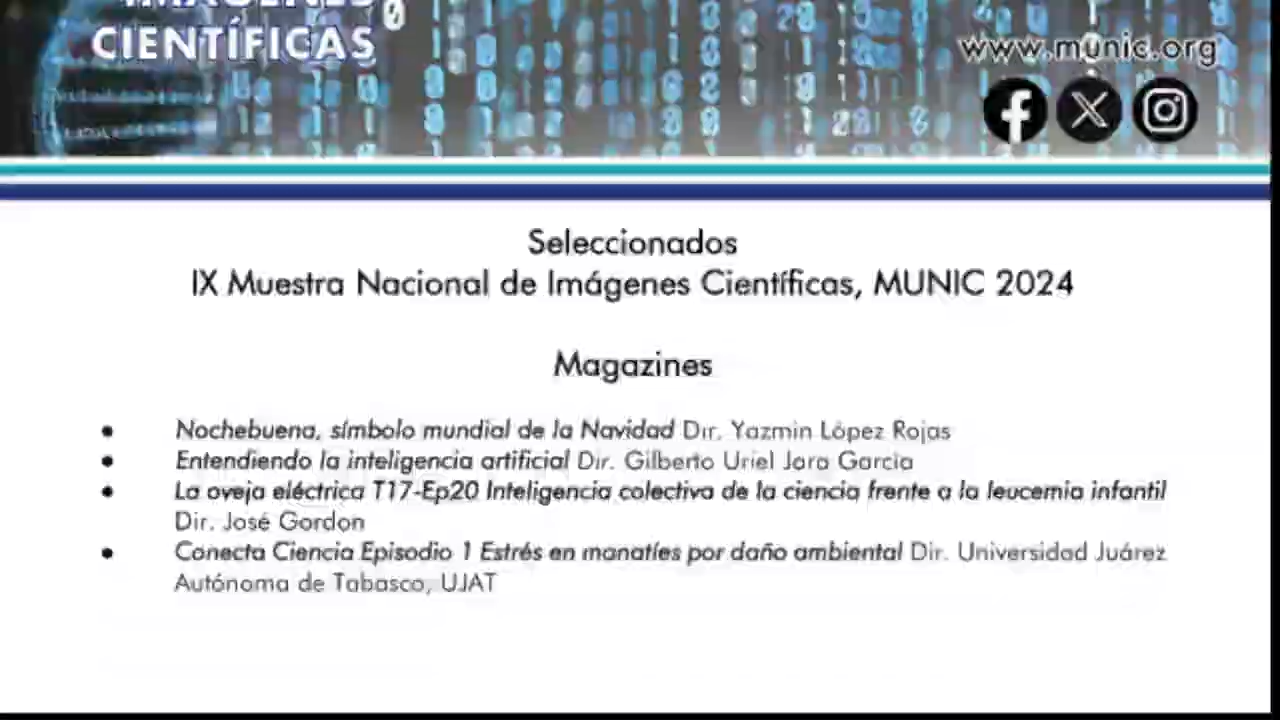 IMÁGENES
CIENTÍFICAS
www.munic.org
Seleccionados
IX Muestra Nacional de Imágenes Científicas, MUNIC 2024
Magazines
• Nochebuena, símbolo mundial de la Navidad Dir. Yazmin López Rojas
• Entendiendo la inteligencia artificial Dir. Gilberto Uriel Jara García
• La oveja eléctrica T17-Ep20 Inteligencia colectiva de la ciencia frente a la leucemia infantil
Dir. José Gordon
• Conecta Ciencia Episodio 1 Estrés en manatíes por daño ambiental Dir. Universidad Juárez
Autónoma de Tabasco, UJAT